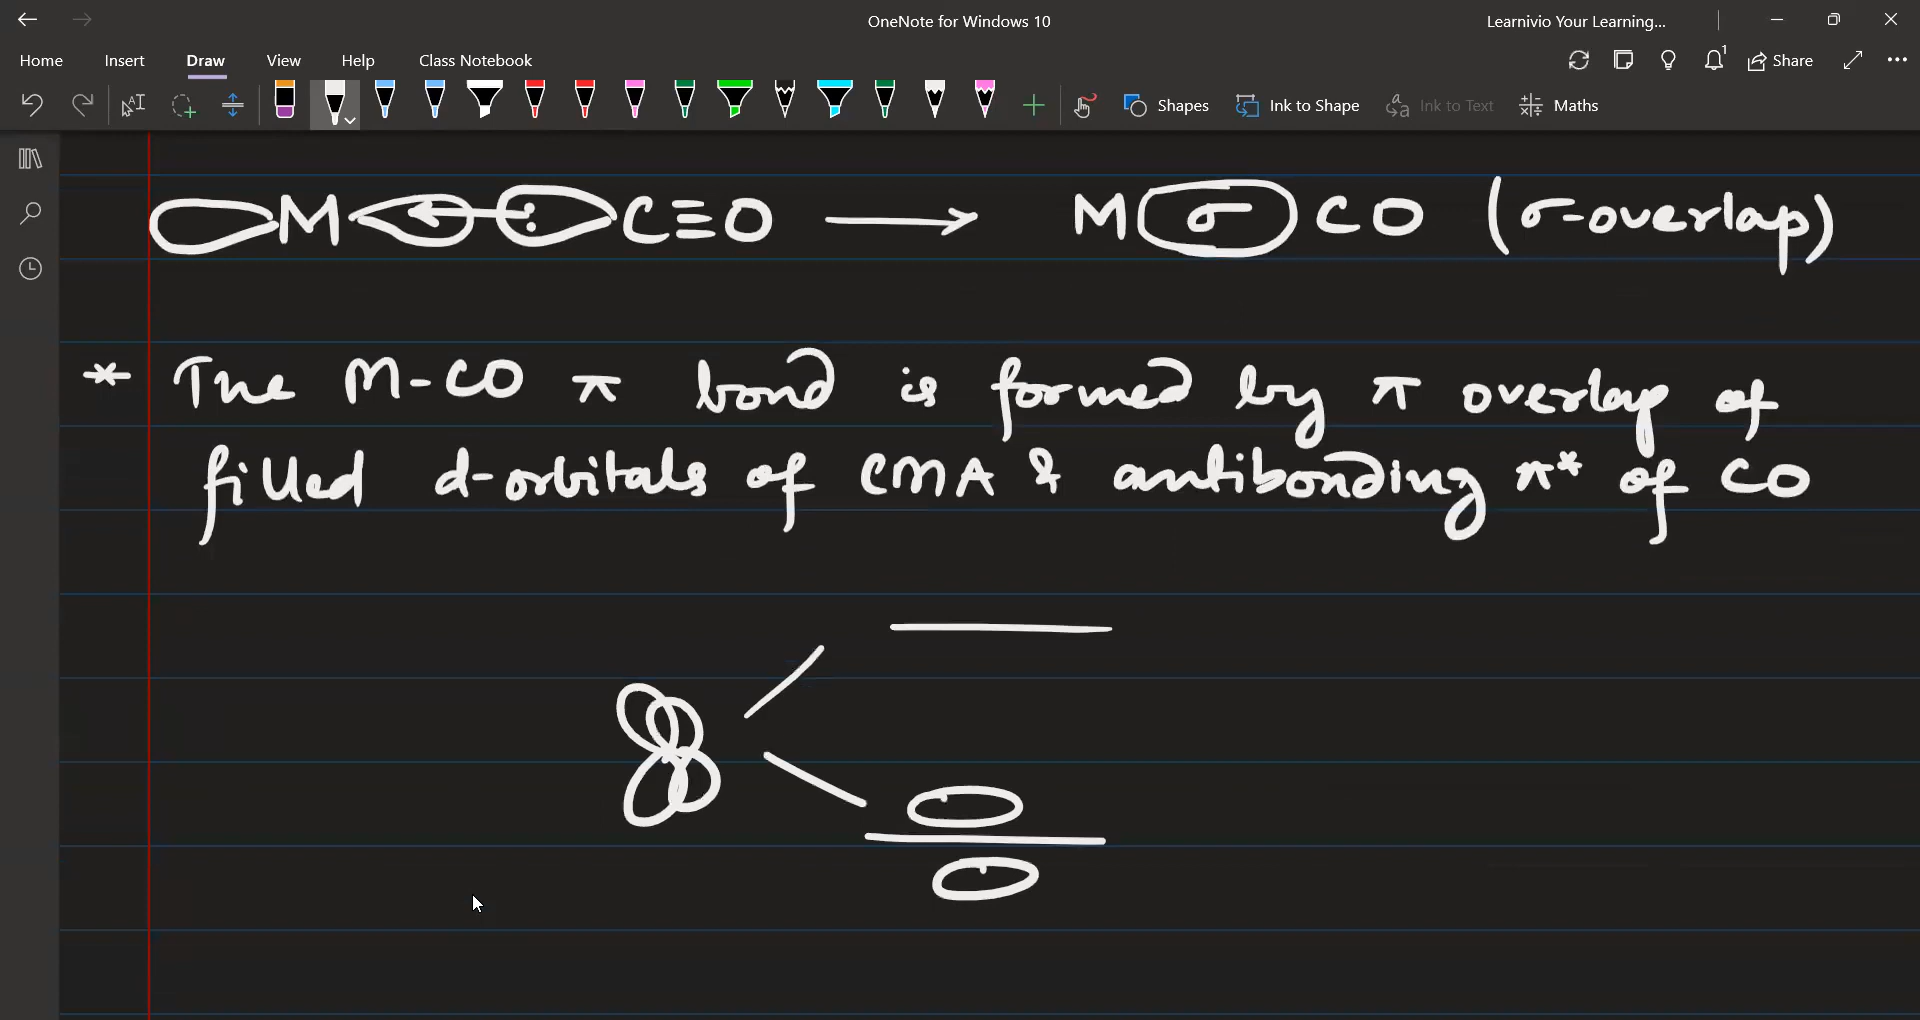 OneNote for Windows 10
Learnivio Your Learning...
Home Insert Draw View Help Class Notebook
1
Share
Shapes Ink to Shape Ink to Text Maths
M C≡O → M σ CO (σ-overlap)
* The M-CO π bond is formed by π overlap of
filled d-orbitals of CMA & antibonding π* of CO